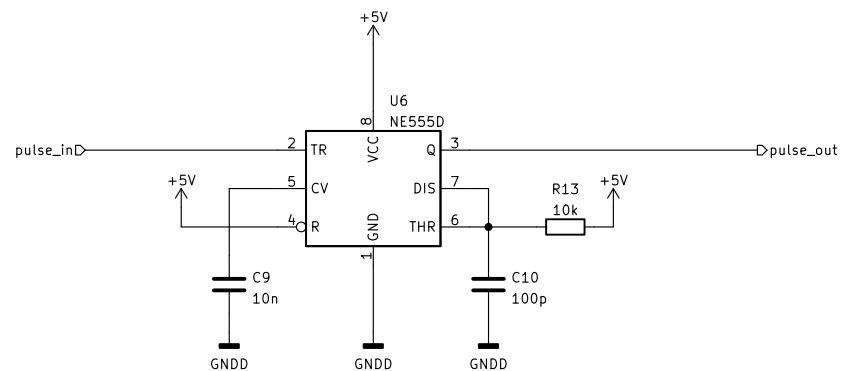 +5V
U6
NE555D
8
pulse_in
2
TR
VCC
Q
3
pulse_out
+5V
5
CV
DIS
7
R13
10k
+5V
4
R
GND
THR
6
1
C9
10n
C10
100p
GNDD
GNDD
GNDD